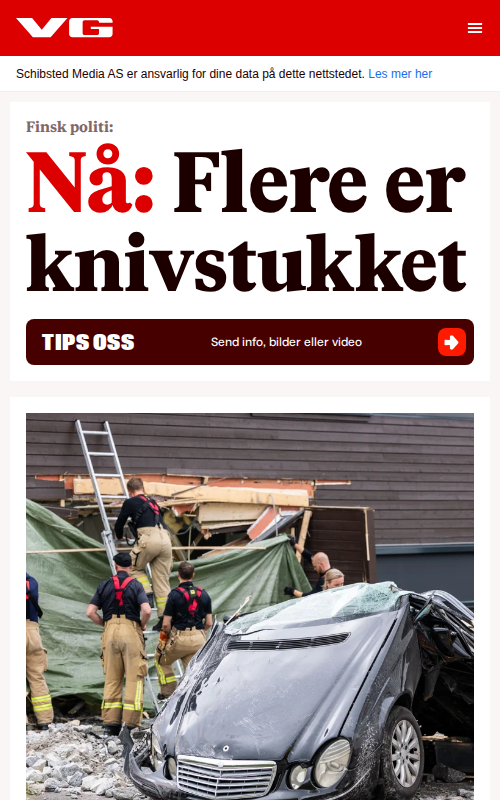 VG
Schibsted Media AS er ansvarlig for dine data på dette nettstedet. Les mer her
Finsk politi:
Nå: Flere er
knivstukket
TIPS OSS
Send info, bilder eller video